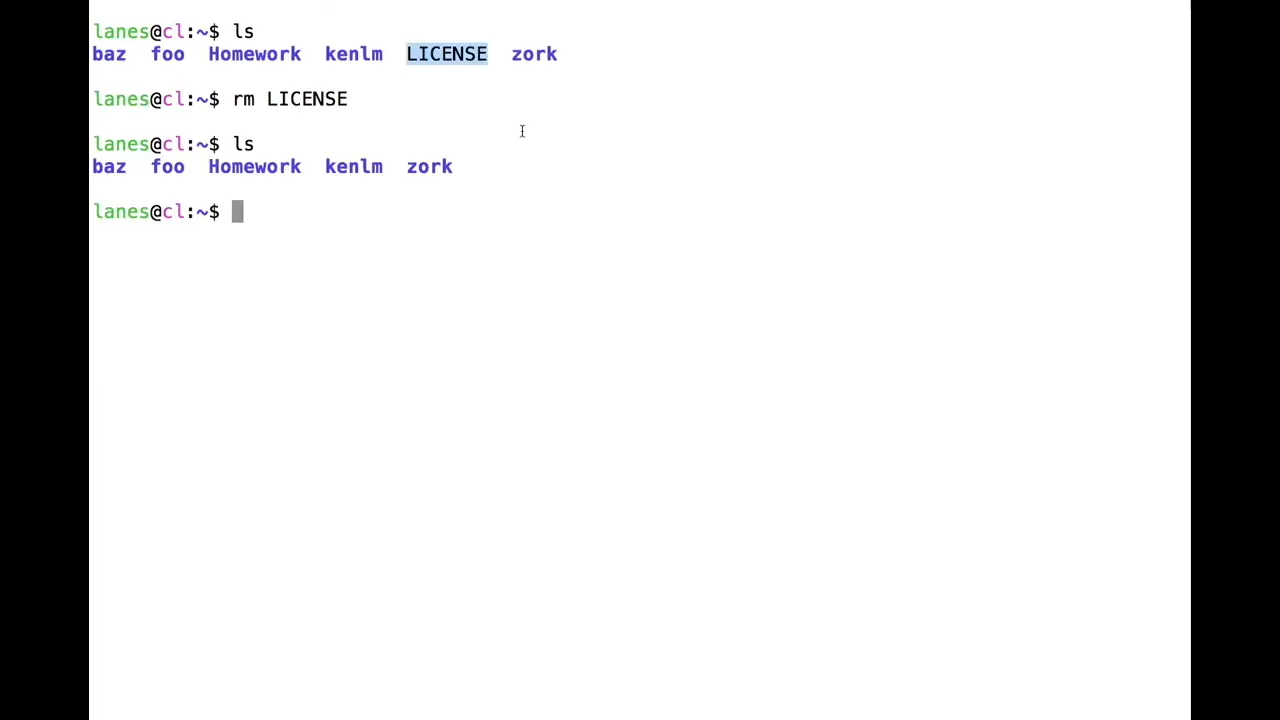 lanes@cl:~$ ls
baz  foo  Homework  kenlm  LICENSE  zork
lanes@cl:~$ rm LICENSE
lanes@cl:~$ ls
baz  foo  Homework  kenlm  zork
lanes@cl:~$